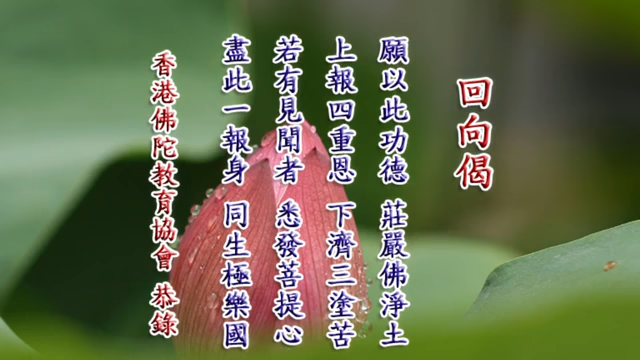 回向偈
願以此功德 莊嚴佛淨土
上報四重恩 下濟三塗苦
若有見聞者 悉發菩提心
盡此一報身 同生極樂國
香港佛陀教育協會 恭錄